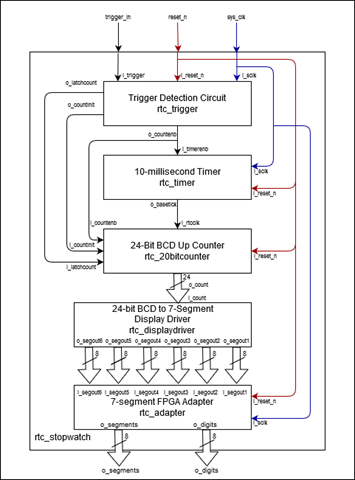 trigger_in
reset_n
sys_clk
o_latchcount
i_trigger
i_reset_n
i_sclk
o_countinit
Trigger Detection Circuit
rtc_trigger
o_countenb
i_timerenb
10-millisecond Timer
rtc_timer
i_sclk
i_reset_n
o_basetick
i_countenb
i_rtcclk
i_countinit
24-Bit BCD Up Counter
rtc_20bitcounter
i_latchcount
i_reset_n
24
o_count
i_count
24-bit BCD to 7-Segment
Display Driver
rtc_displaydriver
o_segout6 o_segout5 o_segout4 o_segout3 o_segout2 o_segout1
8 8 8 8 8 8
i_segout6 i_segout5 i_segout4 i_segout3 i_segout2 i_segout1
7-segment FPGA Adapter
rtc_adapter
i_reset_n
i_sclk
o_segments
o_digits
rtc_stopwatch
8
8
o_segments
o_digits